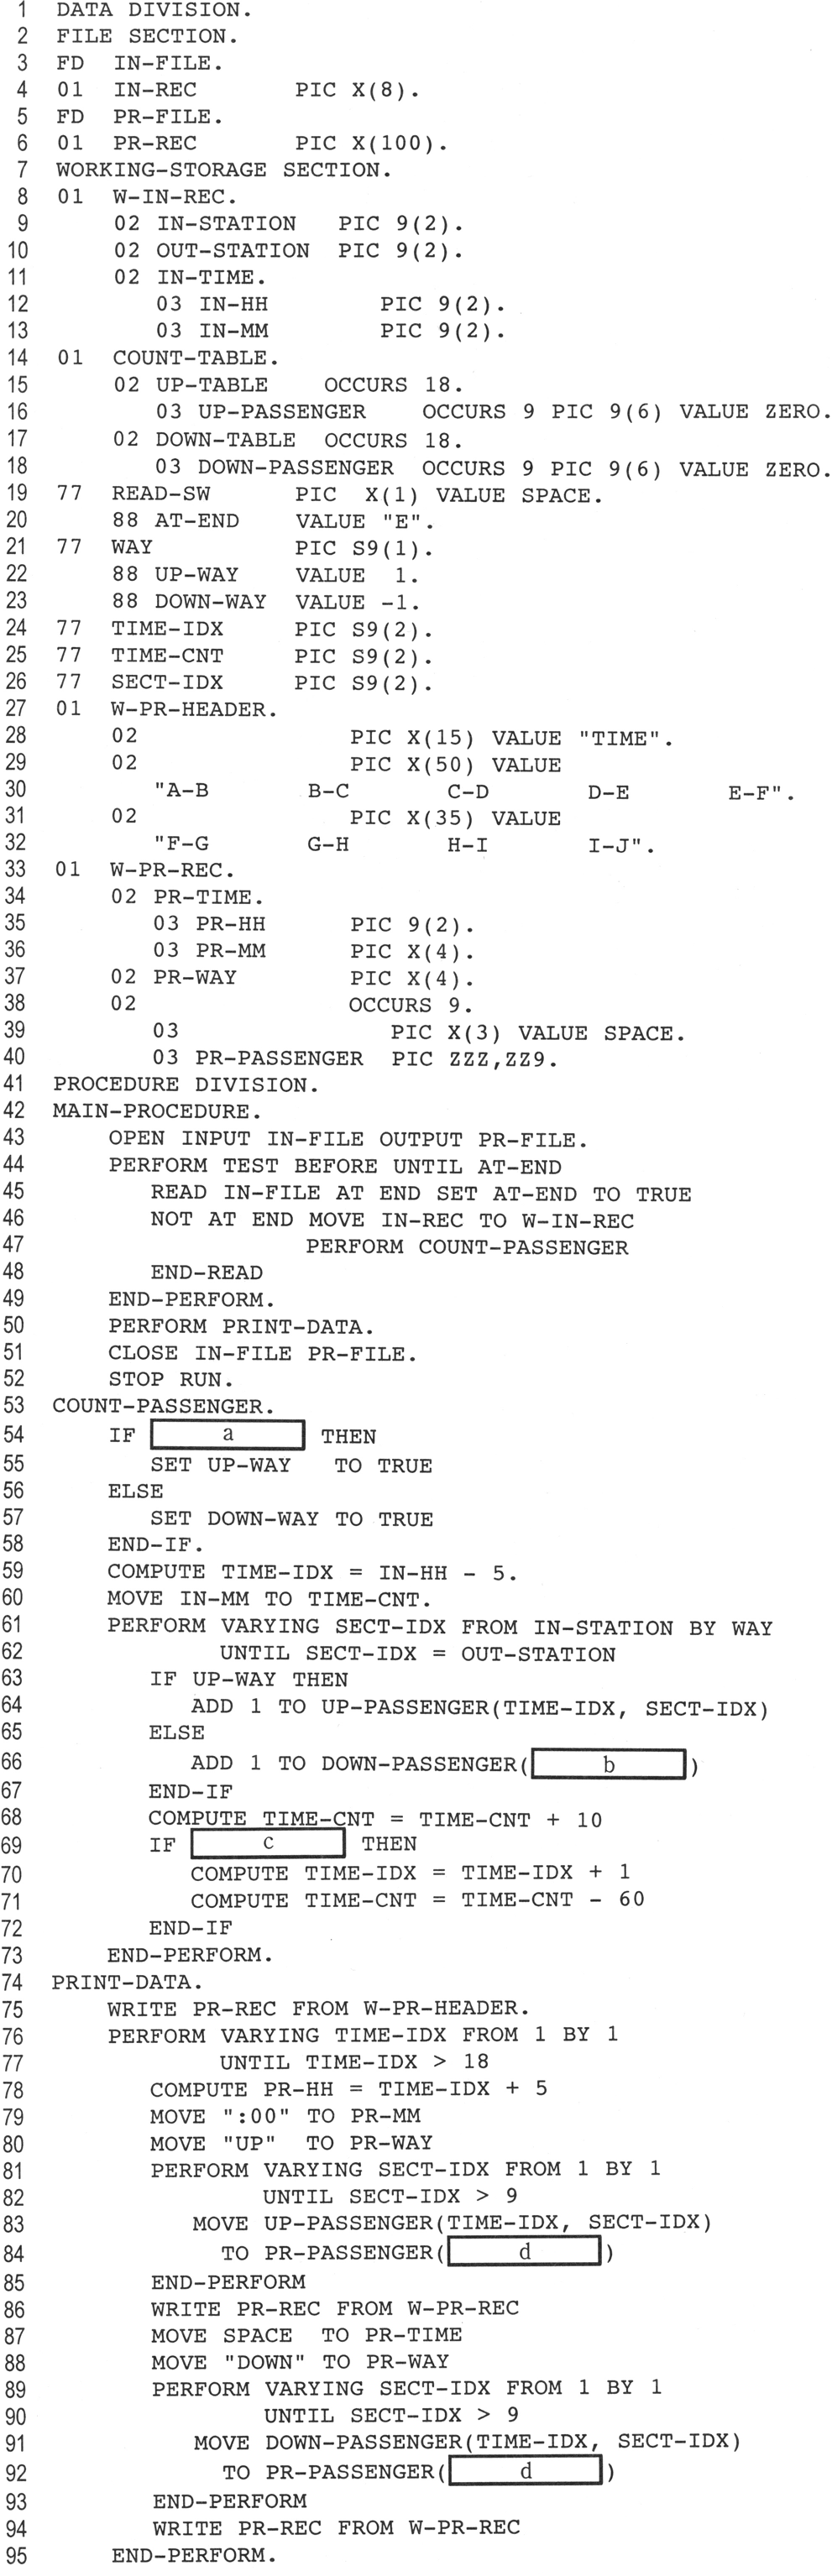 1 DATA DIVISION.
2 FILE SECTION.
3 FD IN-FILE.
4 01 IN-REC PIC X(8).
5 FD PR-FILE.
6 01 PR-REC PIC X(100).
7 WORKING-STORAGE SECTION.
8 01 W-IN-REC.
9 02 IN-STATION PIC 9(2).
10 02 OUT-STATION PIC 9(2).
11 02 IN-TIME.
12 03 IN-HH PIC 9(2).
13 03 IN-MM PIC 9(2).
14 01 COUNT-TABLE.
15 02 UP-TABLE OCCURS 18.
16 03 UP-PASSENGER OCCURS 9 PIC 9(6) VALUE ZERO.
17 02 DOWN-TABLE OCCURS 18.
18 03 DOWN-PASSENGER OCCURS 9 PIC 9(6) VALUE ZERO.
19 77 READ-SW PIC X(1) VALUE SPACE.
20 88 AT-END VALUE "E".
21 77 WAY PIC S9(1).
22 88 UP-WAY VALUE 1.
23 88 DOWN-WAY VALUE -1.
24 77 TIME-IDX PIC S9(2).
25 77 TIME-CNT PIC S9(2).
26 77 SECT-IDX PIC S9(2).
27 01 W-PR-HEADER.
28 02 PIC X(15) VALUE "TIME".
29 02 PIC X(50) VALUE
30 "A-B B-C C-D D-E E-F".
31 02 PIC X(35) VALUE
32 "F-G G-H H-I I-J".
33 01 W-PR-REC.
34 02 PR-TIME.
35 03 PR-HH PIC 9(2).
36 03 PR-MM PIC X(4).
37 02 PR-WAY PIC X(4).
38 02 OCCURS 9.
39 03 PIC X(3) VALUE SPACE.
40 03 PR-PASSENGER PIC ZZZ,ZZ9.
41 PROCEDURE DIVISION.
42 MAIN-PROCEDURE.
43 OPEN INPUT IN-FILE OUTPUT PR-FILE.
44 PERFORM TEST BEFORE UNTIL AT-END
45 READ IN-FILE AT END SET AT-END TO TRUE
46 NOT AT END MOVE IN-REC TO W-IN-REC
47 PERFORM COUNT-PASSENGER
48 END-READ
49 END-PERFORM.
50 PERFORM PRINT-DATA.
51 CLOSE IN-FILE PR-FILE.
52 STOP RUN.
53 COUNT-PASSENGER.
54 IF a THEN
55 SET UP-WAY TO TRUE
56 ELSE
57 SET DOWN-WAY TO TRUE
58 END-IF.
59 COMPUTE TIME-IDX = IN-HH - 5.
60 MOVE IN-MM TO TIME-CNT.
61 PERFORM VARYING SECT-IDX FROM IN-STATION BY WAY
62 UNTIL SECT-IDX = OUT-STATION
63 IF UP-WAY THEN
64 ADD 1 TO UP-PASSENGER(TIME-IDX, SECT-IDX)
65 ELSE
66 ADD 1 TO DOWN-PASSENGER( b )
67 END-IF
68 COMPUTE TIME-CNT = TIME-CNT + 10
69 IF c THEN
70 COMPUTE TIME-IDX = TIME-IDX + 1
71 COMPUTE TIME-CNT = TIME-CNT - 60
72 END-IF
73 END-PERFORM.
74 PRINT-DATA.
75 WRITE PR-REC FROM W-PR-HEADER.
76 PERFORM VARYING TIME-IDX FROM 1 BY 1
77 UNTIL TIME-IDX > 18
78 COMPUTE PR-HH = TIME-IDX + 5
79 MOVE ":00" TO PR-MM
80 MOVE "UP" TO PR-WAY
81 PERFORM VARYING SECT-IDX FROM 1 BY 1
82 UNTIL SECT-IDX > 9
83 MOVE UP-PASSENGER(TIME-IDX, SECT-IDX)
84 TO PR-PASSENGER( d )
85 END-PERFORM
86 WRITE PR-REC FROM W-PR-REC
87 MOVE SPACE TO PR-TIME
88 MOVE "DOWN" TO PR-WAY
89 PERFORM VARYING SECT-IDX FROM 1 BY 1
90 UNTIL SECT-IDX > 9
91 MOVE DOWN-PASSENGER(TIME-IDX, SECT-IDX)
92 TO PR-PASSENGER( d )
93 END-PERFORM
94 WRITE PR-REC FROM W-PR-REC
95 END-PERFORM.